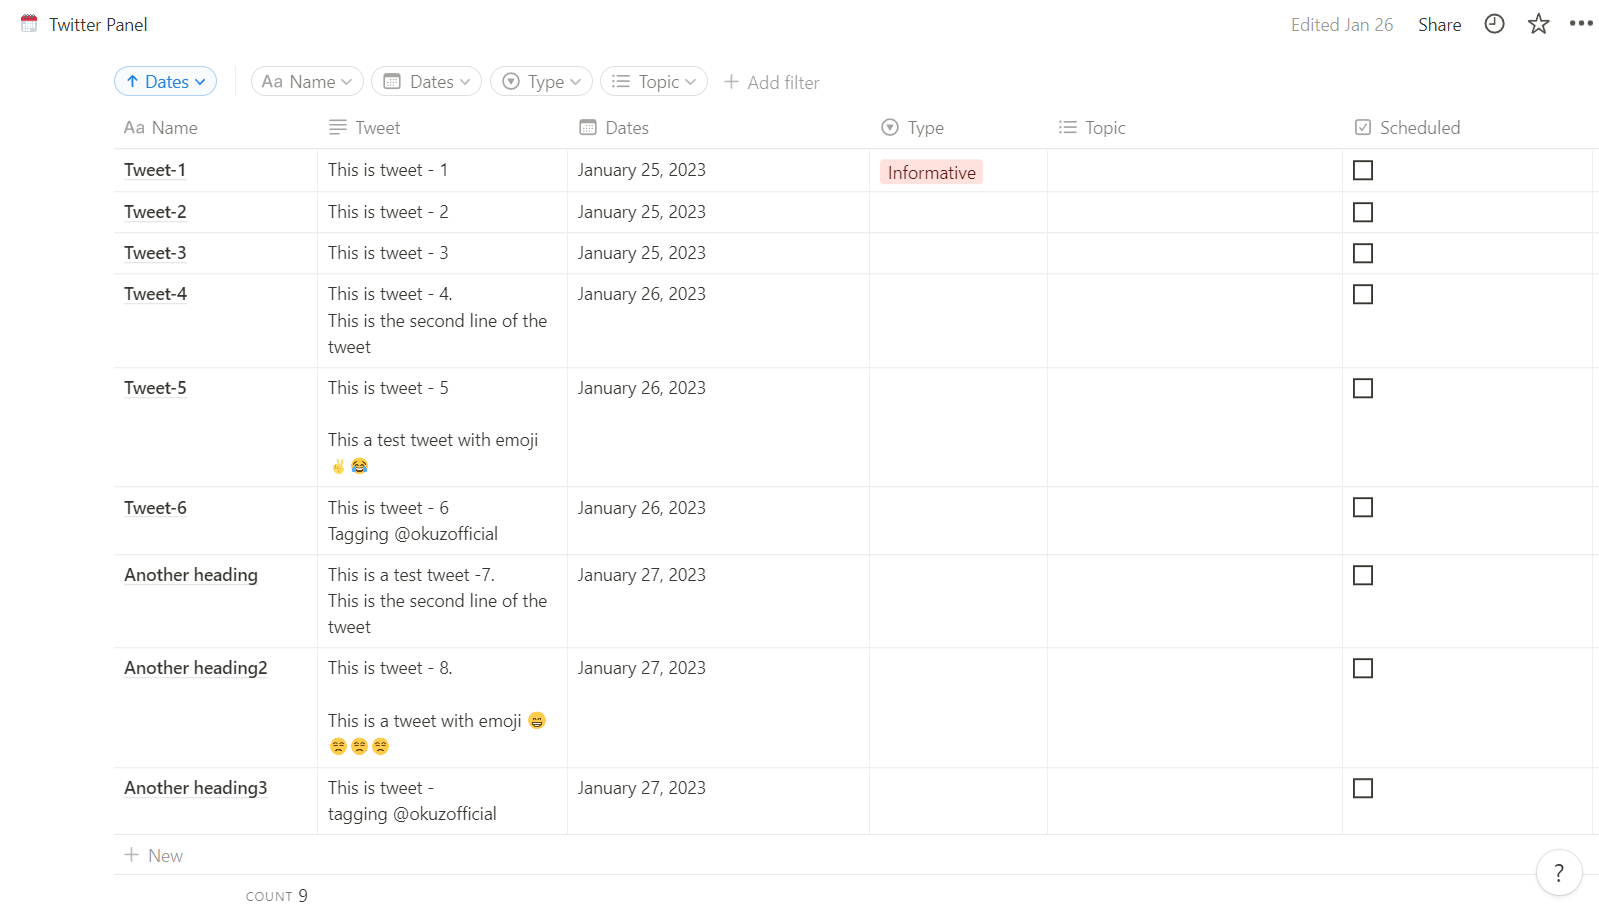 Twitter Panel Edited Jan 26 Share
Dates Aa Name Dates Type Topic + Add filter
Aa Name Tweet Dates Type Topic Scheduled
Tweet-1 This is tweet - 1 January 25, 2023 Informative
Tweet-2 This is tweet - 2 January 25, 2023
Tweet-3 This is tweet - 3 January 25, 2023
Tweet-4 This is tweet - 4. January 26, 2023
This is the second line of the
tweet
Tweet-5 This is tweet - 5 January 26, 2023
This a test tweet with emoji
✌😂
Tweet-6 This is tweet - 6 January 26, 2023
Tagging @okuzofficial
Another heading This is a test tweet -7. January 27, 2023
This is the second line of the
tweet
Another heading2 This is tweet - 8. January 27, 2023
This is a tweet with emoji 😁
😒😒😒
Another heading3 This is tweet - January 27, 2023
tagging @okuzofficial
+ New
COUNT 9
?